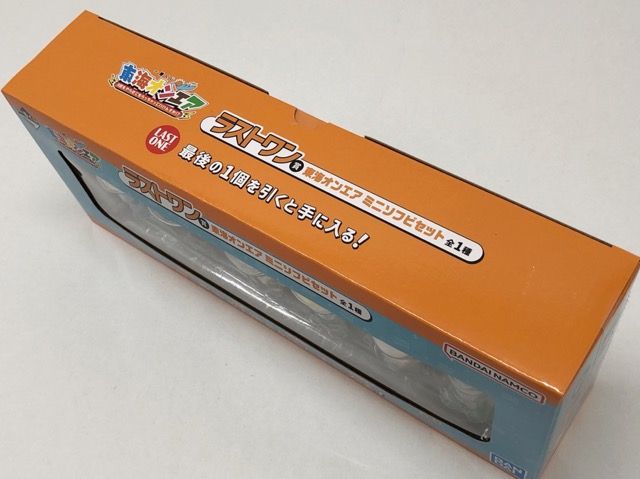 東海オンエア
LAST ONE
ラストワン賞
東海オンエア ミニソフビセット 全1種
最後の1個を引くと手に入る!
ラストワン賞
東海オンエア ミニソフビセット 全1種
BANDAI NAMCO
BAN